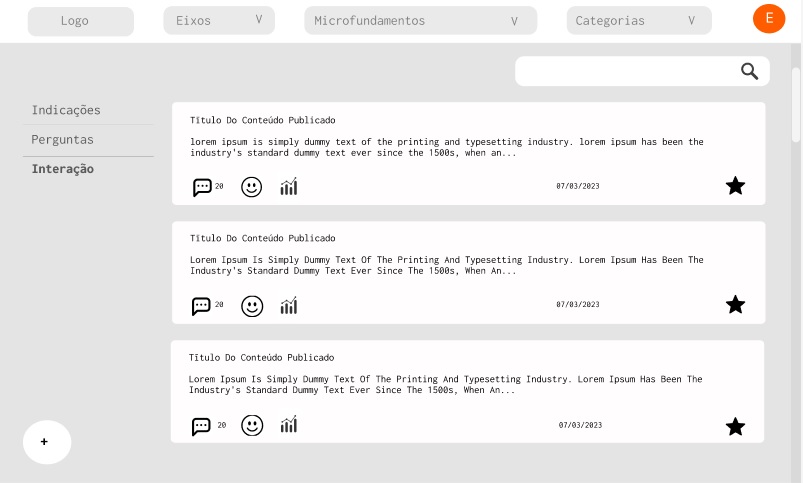 Logo
Eixos V
Microfundamentos V
Categorias V
E
Indicações
Perguntas
Interação
Título Do Conteúdo Publicado
lorem ipsum is simply dummy text of the printing and typesetting industry. lorem ipsum has been the
industry's standard dummy text ever since the 1500s, when an...
20
07/03/2023
Título Do Conteúdo Publicado
Lorem Ipsum Is Simply Dummy Text Of The Printing And Typesetting Industry. Lorem Ipsum Has Been The
Industry's Standard Dummy Text Ever Since The 1500s, When An...
20
07/03/2023
Título Do Conteúdo Publicado
Lorem Ipsum Is Simply Dummy Text Of The Printing And Typesetting Industry. Lorem Ipsum Has Been The
Industry's Standard Dummy Text Ever Since The 1500s, When An...
20
07/03/2023
+